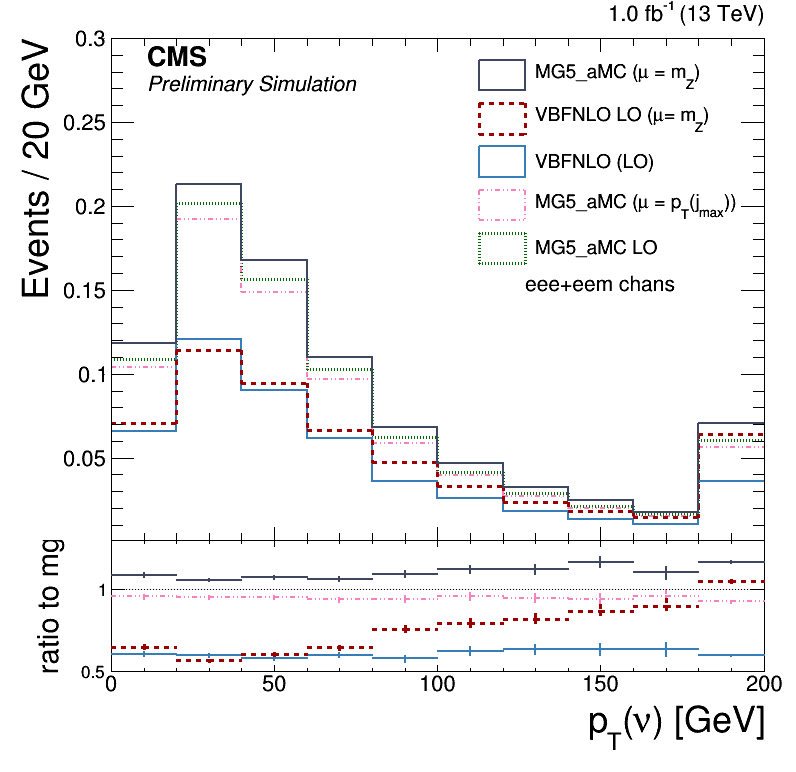 1.0 fb⁻¹ (13 TeV)
CMS
Preliminary Simulation
MG5_aMC (μ = m_Z)
VBFNLO LO (μ= m_Z)
VBFNLO (LO)
MG5_aMC (μ = p_T(j_max))
MG5_aMC LO
eee+eem chans
Events / 20 GeV
0.3
0.25
0.2
0.15
0.1
0.05
ratio to mg
1
0.5
0 50 100 150 200
p_T(ν) [GeV]